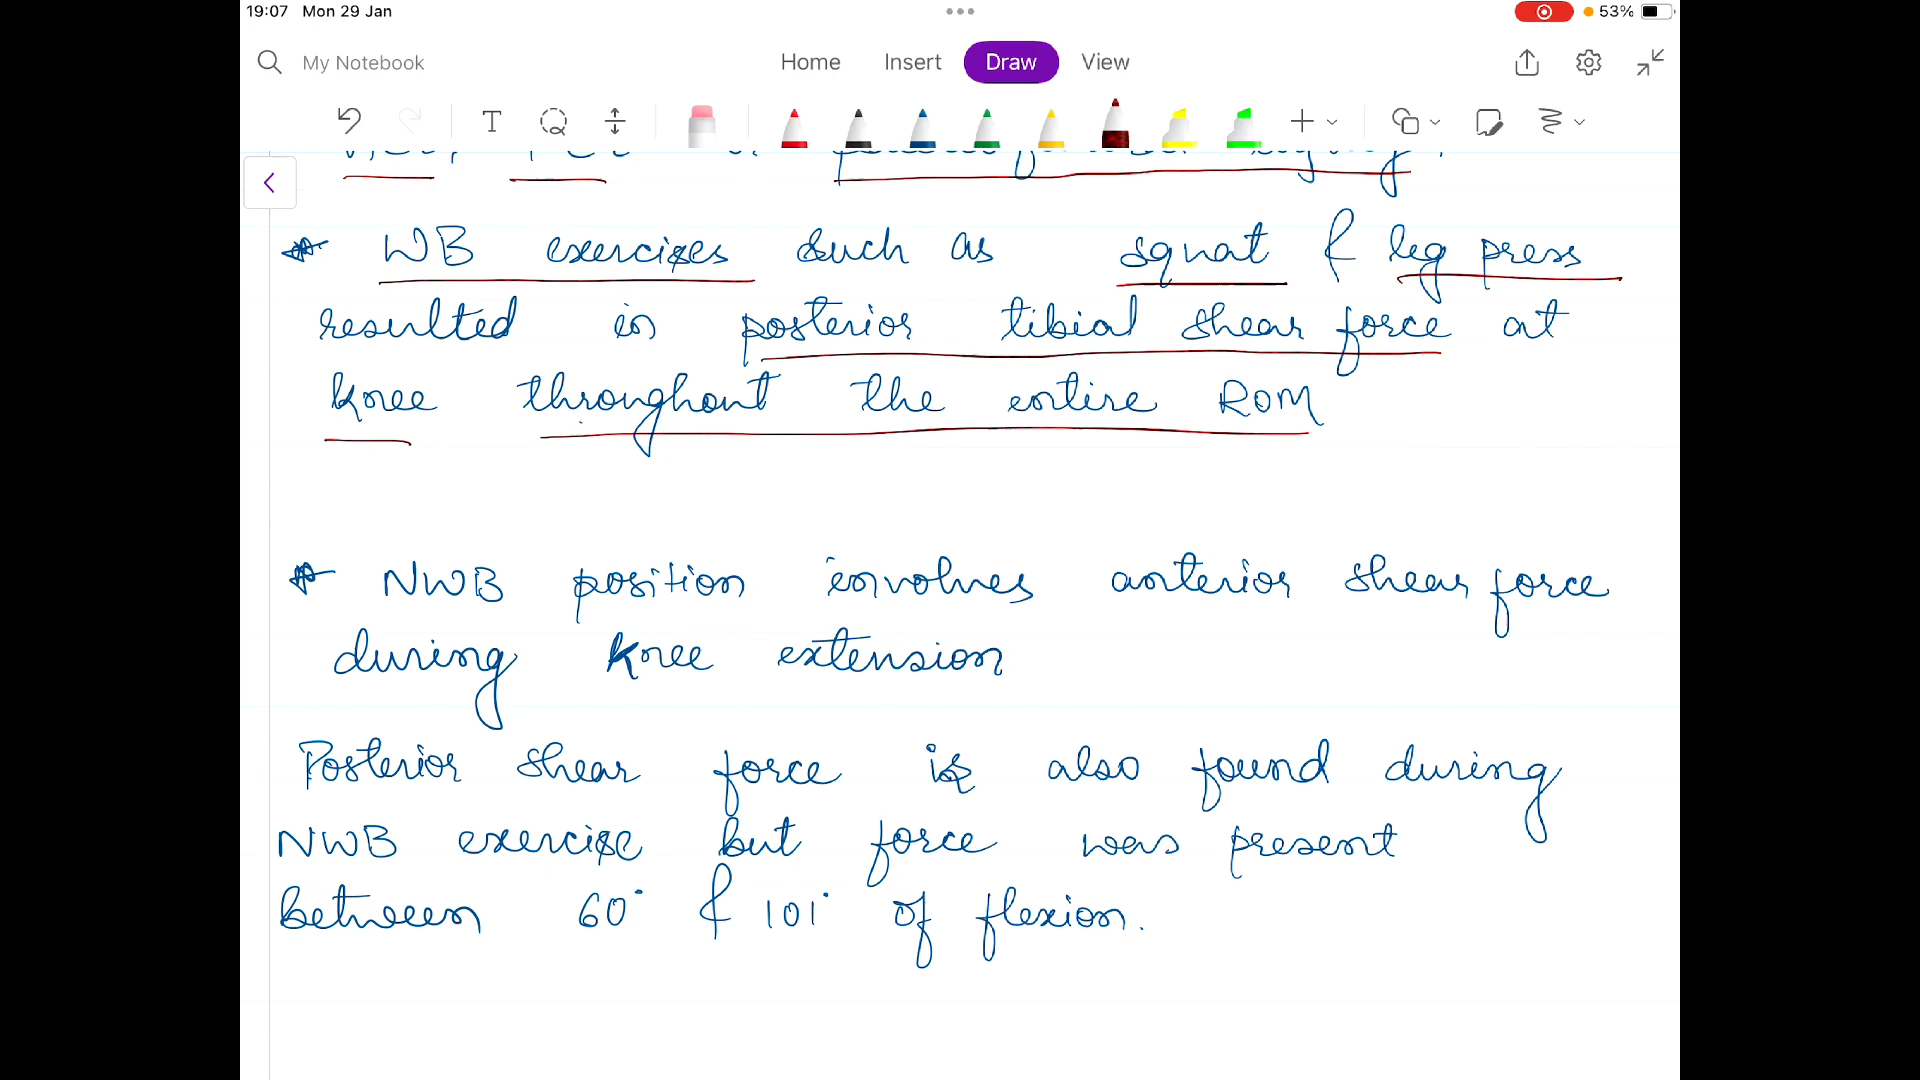 19:07 Mon 29 Jan
53%
My Notebook
Home Insert Draw View
T
* WB exercises such as squat & leg press
resulted in posterior tibial shear force at
knee throughout the entire ROM
* NWB position involves anterior shear force
during knee extension
Posterior shear force is also found during
NWB exercise but force was present
between 60° & 101° of flexion.